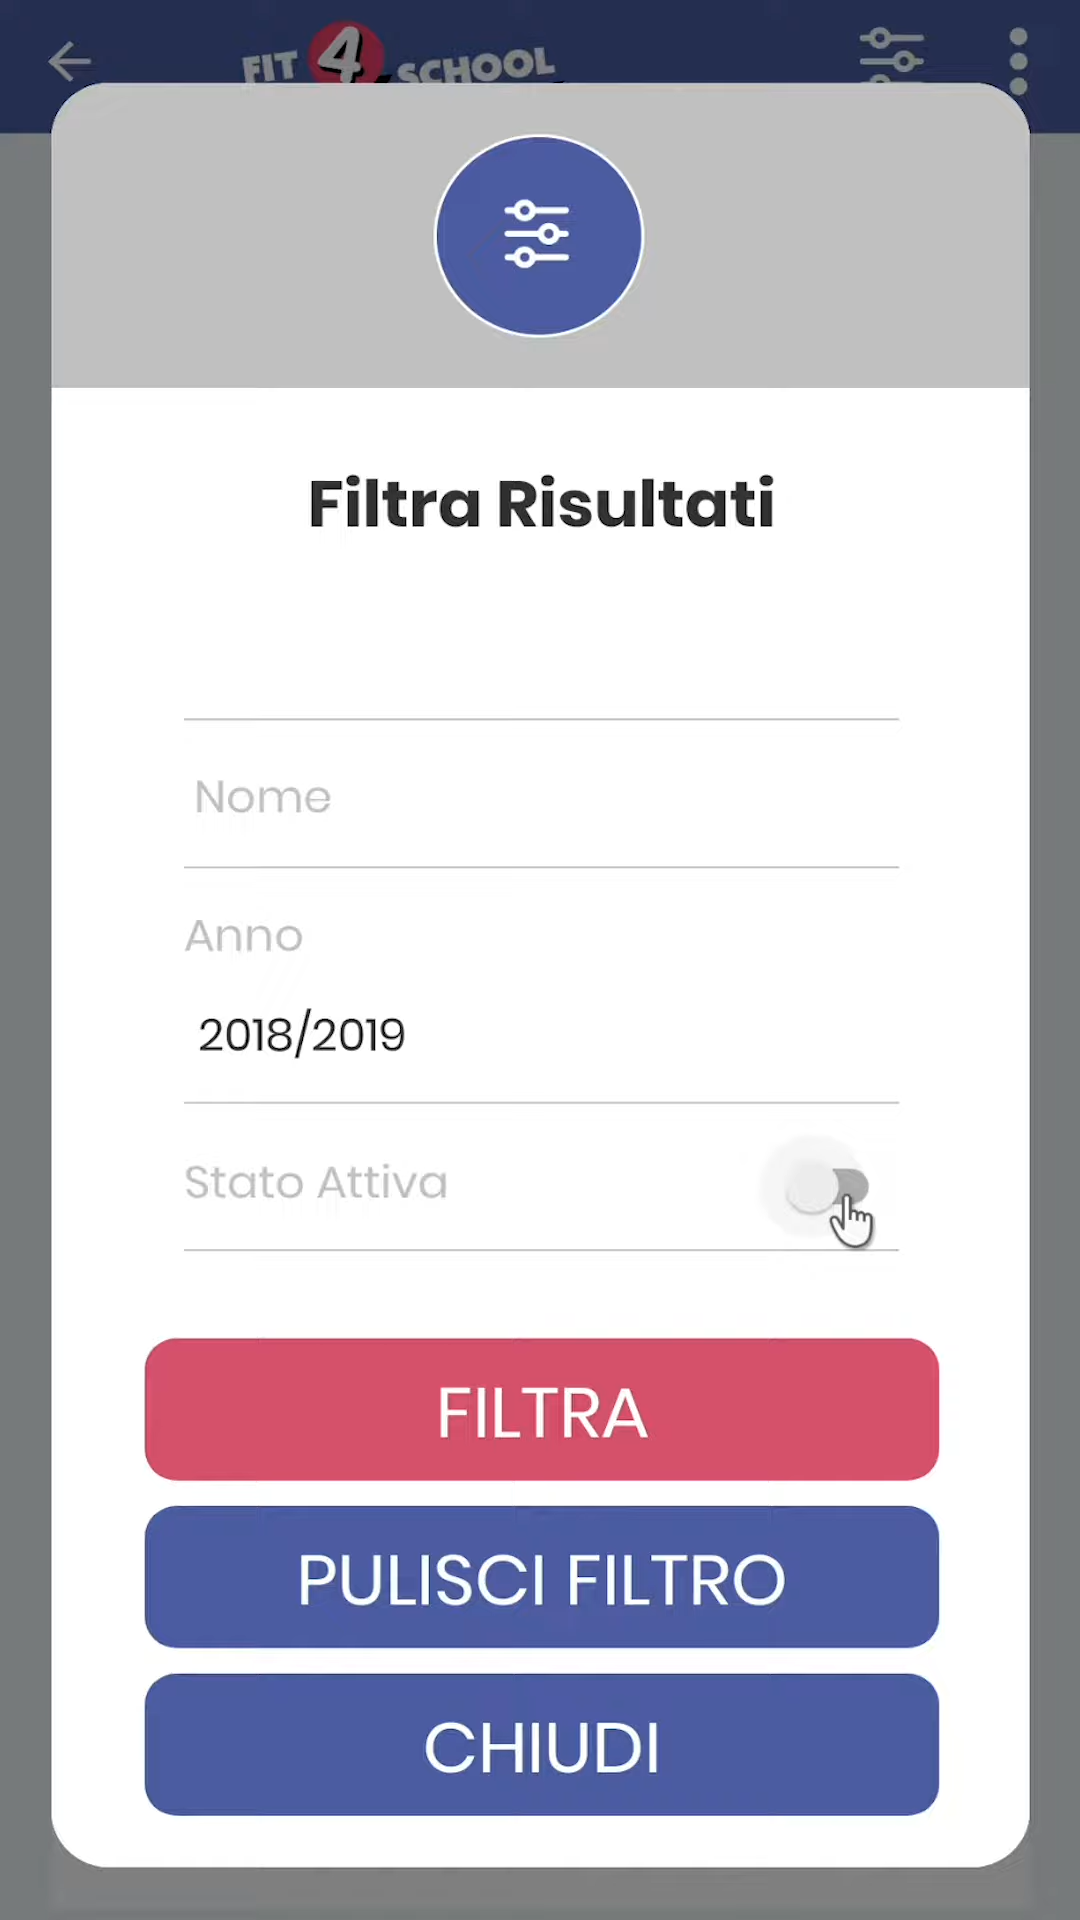 FIT 4 SCHOOL
Filtra Risultati
Nome
Anno
2018/2019
Stato Attiva
FILTRA
PULISCI FILTRO
CHIUDI